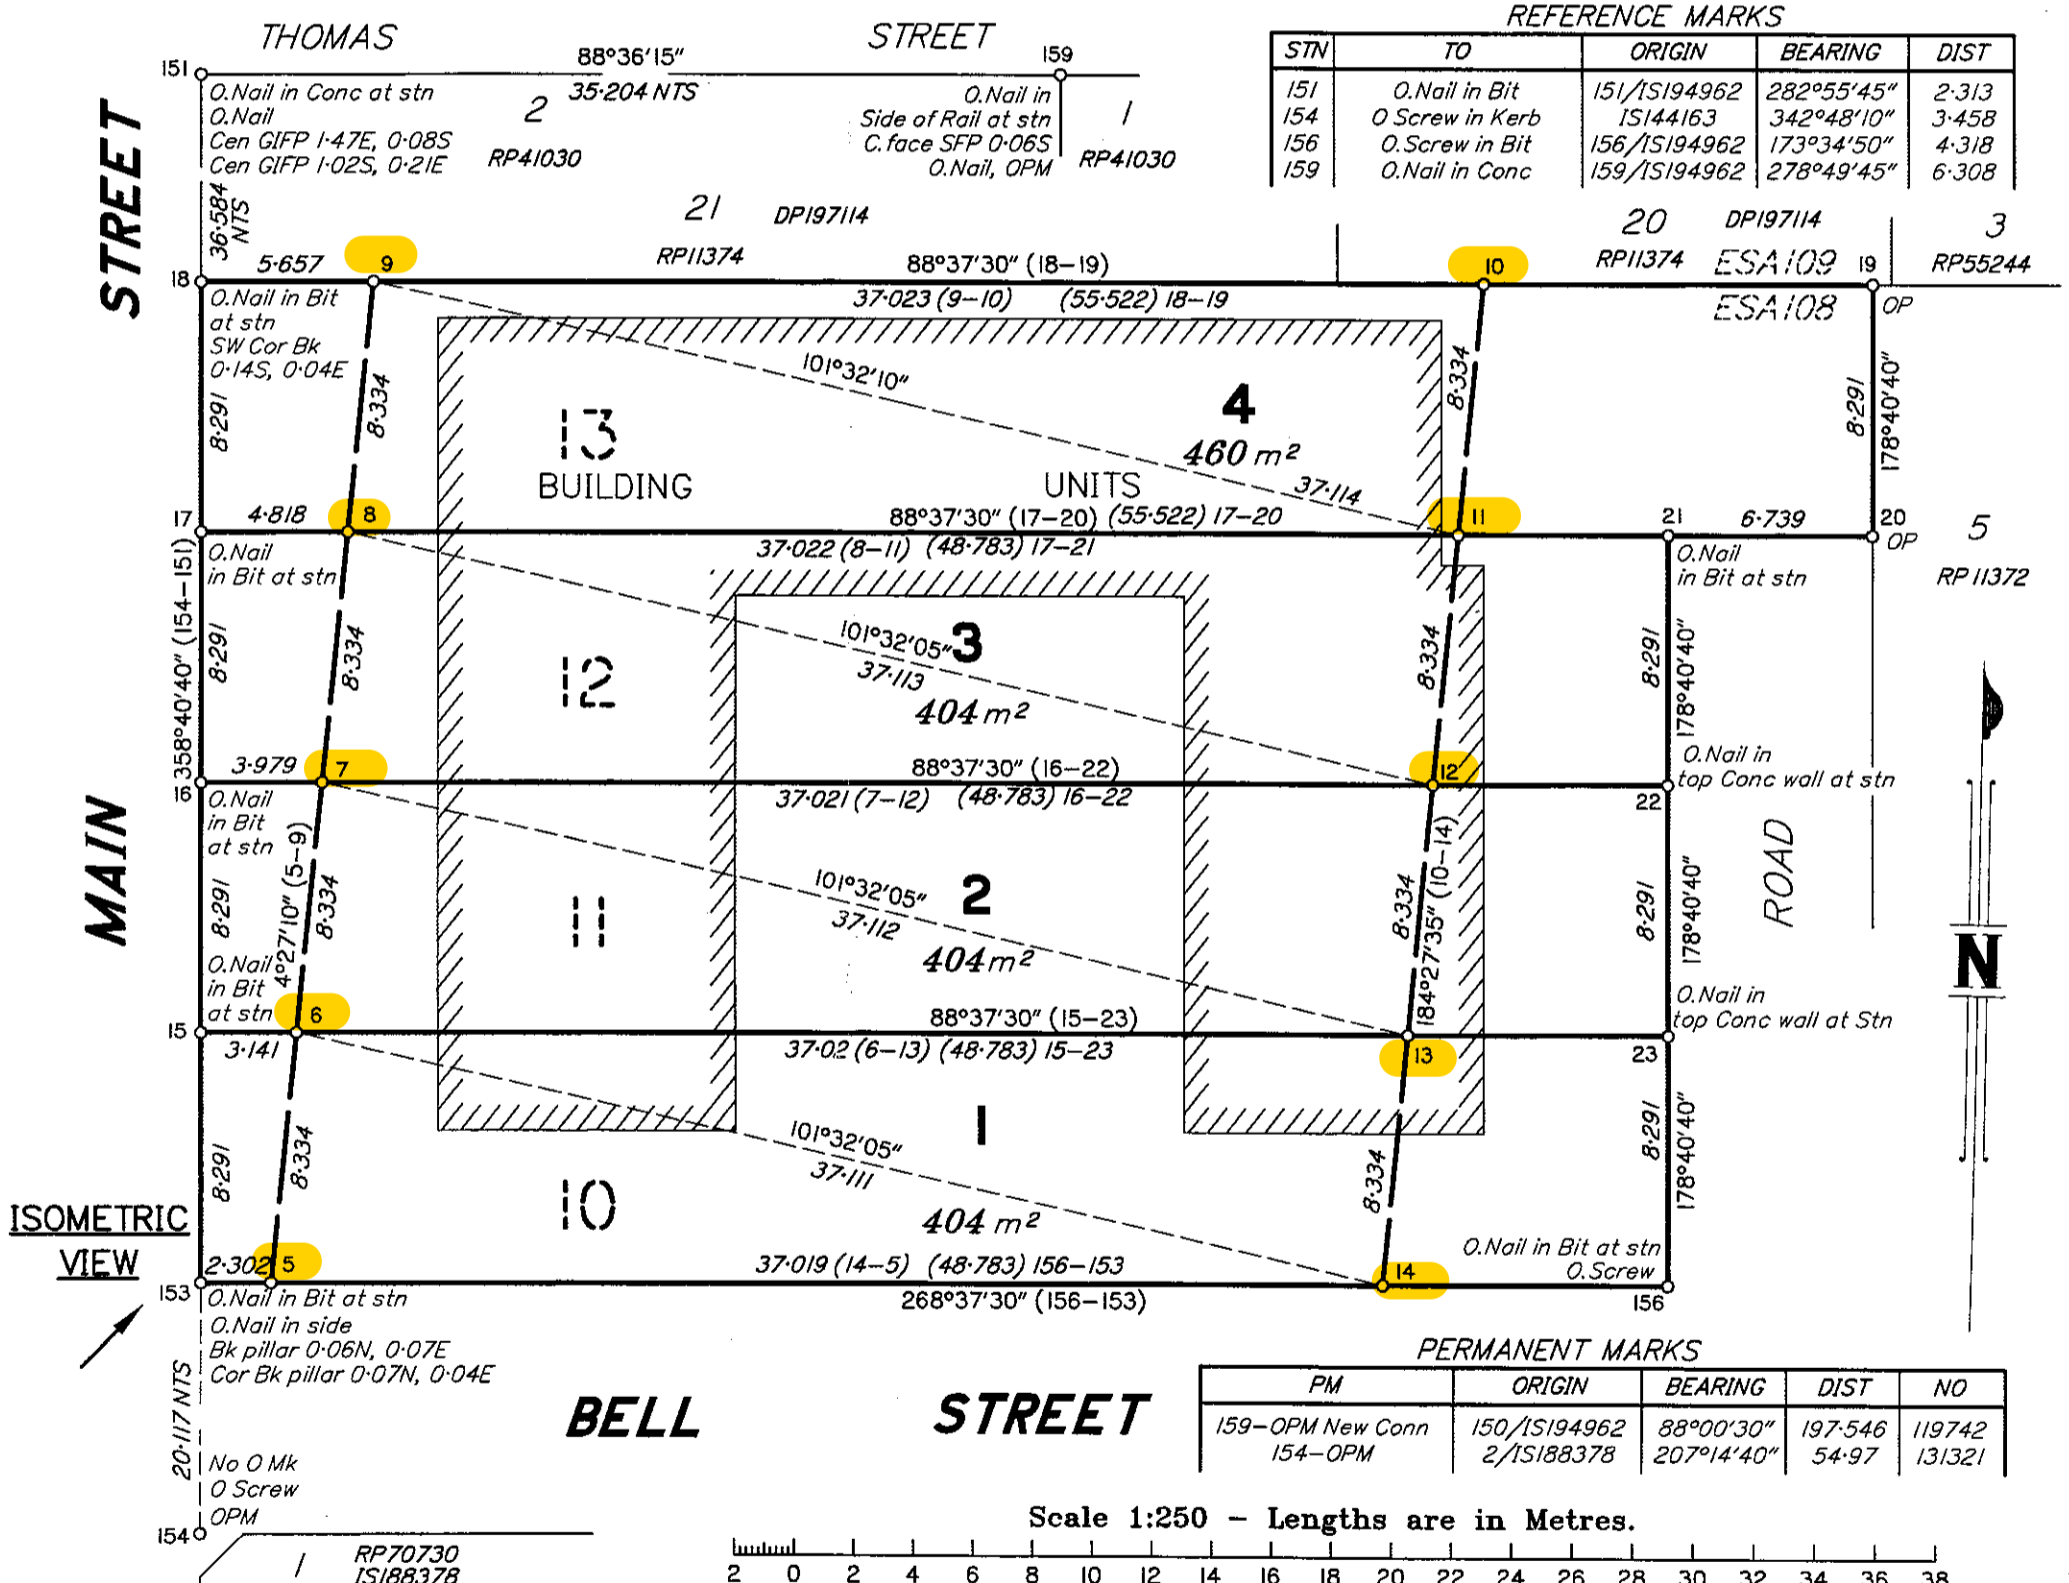 THOMAS STREET
88°36'15"
35·204 NTS
151
159
O.Nail in Conc at stn
O.Nail
Cen GIFP 1·47E, 0·08S
Cen GIFP 1·02S, 0·21E
2
RP41030
O.Nail in
Side of Rail at stn
C.face SFP 0·06S
O.Nail, OPM
1
RP41030
REFERENCE MARKS
STN TO ORIGIN BEARING DIST
151 O.Nail in Bit 151/IS194962 282°55'45" 2·313
154 O Screw in Kerb IS144163 342°48'10" 3·458
156 O.Screw in Bit 156/IS194962 173°34'50" 4·318
159 O.Nail in Conc 159/IS194962 278°49'45" 6·308
STREET
36·584
NTS
21 DP197114
RP11374
20 DP197114
RP11374
ESA109
ESA108
3
RP55244
18
5·657
9
88°37'30" (18-19)
37·023 (9-10) (55·522) 18-19
10
19
OP
O.Nail in Bit
at stn
SW Cor Bk
0·14S, 0·04E
8·291
8·334
101°32'10"
37·114
13
4
460 m²
BUILDING UNITS
8·334
8·291
178°40'40"
17
4·818
8
88°37'30" (17-20) (55·522) 17-20
37·022 (8-11) (48·783) 17-21
11
21
6·739
20
OP
5
RP 11372
O.Nail
in Bit at stn
O.Nail
in Bit at stn
358°40'40" (154-151)
8·291
8·334
12
101°32'05"
37·113
3
404 m²
8·334
8·291
178°40'40"
16
3·979
7
88°37'30" (16-22)
37·021 (7-12) (48·783) 16-22
12
22
O.Nail in
top Conc wall at stn
MAIN
O.Nail
in Bit
at stn
8·291
4°27'10" (5-9)
8·334
11
101°32'05"
37·112
2
404 m²
8·334
184°27'35" (10-14)
8·291
178°40'40"
ROAD
N
O.Nail
in Bit
at stn
15
3·141
6
88°37'30" (15-23)
37·02 (6-13) (48·783) 15-23
13
23
O.Nail in
top Conc wall at Stn
8·291
8·334
10
101°32'05"
37·111
1
404 m²
8·334
8·291
178°40'40"
ISOMETRIC
VIEW
153
2·302
5
37·019 (14-5) (48·783) 156-153
268°37'30" (156-153)
14
O.Nail in Bit at stn
O.Screw
156
O.Nail in Bit at stn
O.Nail in side
Bk pillar 0·06N, 0·07E
Cor Bk pillar 0·07N, 0·04E
20·117 NTS
BELL STREET
PERMANENT MARKS
PM ORIGIN BEARING DIST NO
159-OPM New Conn 150/IS194962 88°00'30" 197·546 119742
154-OPM 2/IS188378 207°14'40" 54·97 131321
No O Mk
O Screw
OPM
154
1
RP70730
IS188378
Scale 1:250 - Lengths are in Metres.
2 0 2 4 6 8 10 12 14 16 18 20 22 24 26 28 30 32 34 36 38